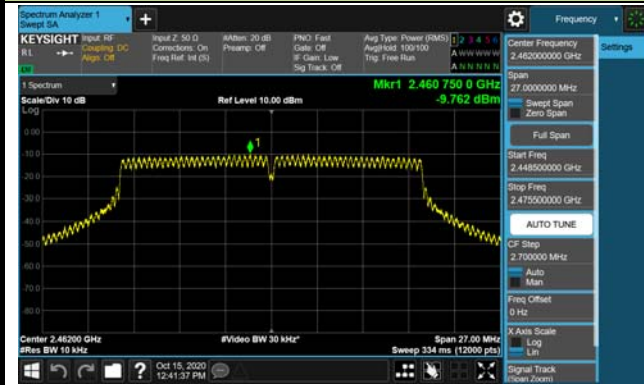 Spectrum Analyzer 1
Swept SA
KEYSIGHT
RL
Input: RF
Coupling: DC
Align: Off
Input Z: 50 Ω
Corrections: On
Freq Ref: Int (S)
#Atten: 20 dB
Preamp: Off
PNO: Fast
Gate: Off
IF Gain: Low
Sig Track: Off
Avg Type: Power (RMS)
Avg|Hold: 100/100
Trig: Free Run
1 2 3 4 5 6
A W W W W W
A N N N N N
1 Spectrum
Scale/Div 10 dB
Ref Level 10.00 dBm
Mkr1 2.460 750 0 GHz
-9.762 dBm
Log
0.00
-10.0
-20.0
-30.0
-40.0
-50.0
-60.0
-70.0
-80.0
1
Center 2.46200 GHz
#Res BW 10 kHz
#Video BW 30 kHz*
Span 27.00 MHz
Sweep 334 ms (12000 pts)
Oct 15, 2020
12:41:37 PM
Frequency
Settings
Center Frequency
2.462000000 GHz
Span
27.0000000 MHz
Swept Span
Zero Span
Full Span
Start Freq
2.448500000 GHz
Stop Freq
2.475500000 GHz
AUTO TUNE
CF Step
2.700000 MHz
Auto
Man
Freq Offset
0 Hz
X Axis Scale
Log
Lin
Signal Track
(Span Zoom)